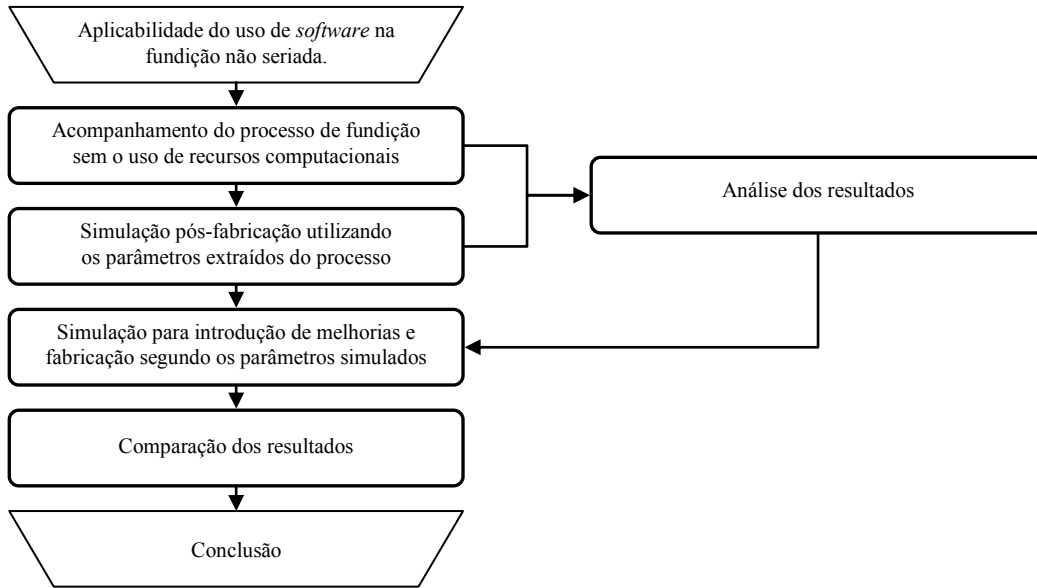 Aplicabilidade do uso de software na
fundição não seriada.
Acompanhamento do processo de fundição
sem o uso de recursos computacionais
Análise dos resultados
Simulação pós-fabricação utilizando
os parâmetros extraídos do processo
Simulação para introdução de melhorias e
fabricação segundo os parâmetros simulados
Comparação dos resultados
Conclusão